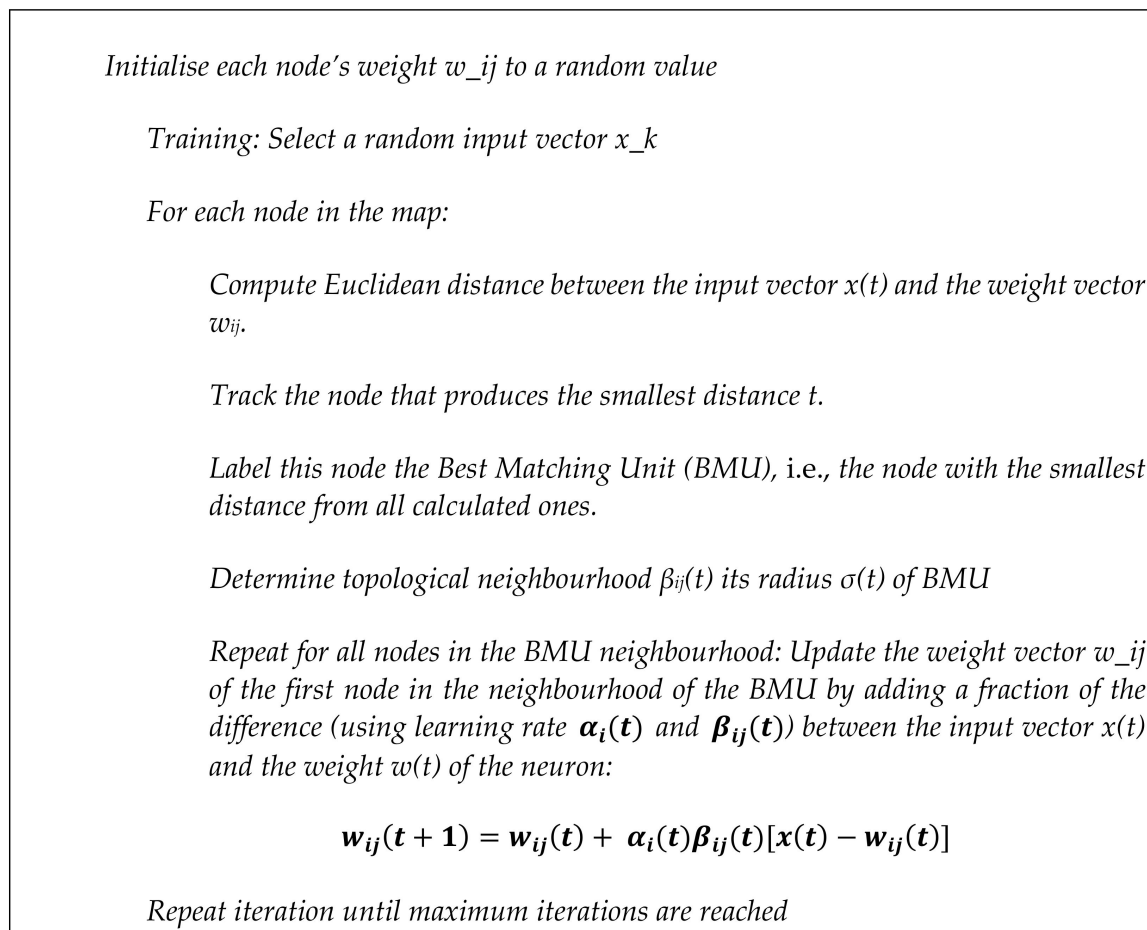 Initialise each node’s weight w_ij to a random value
Training: Select a random input vector x_k
For each node in the map:
Compute Euclidean distance between the input vector x(t) and the weight vector
wij.
Track the node that produces the smallest distance t.
Label this node the Best Matching Unit (BMU), i.e., the node with the smallest
distance from all calculated ones.
Determine topological neighbourhood βij(t) its radius σ(t) of BMU
Repeat for all nodes in the BMU neighbourhood: Update the weight vector w_ij
of the first node in the neighbourhood of the BMU by adding a fraction of the
difference (using learning rate αi(t) and βij(t)) between the input vector x(t)
and the weight w(t) of the neuron:
wij(t + 1) = wij(t) + αi(t)βij(t)[x(t) − wij(t)]
Repeat iteration until maximum iterations are reached